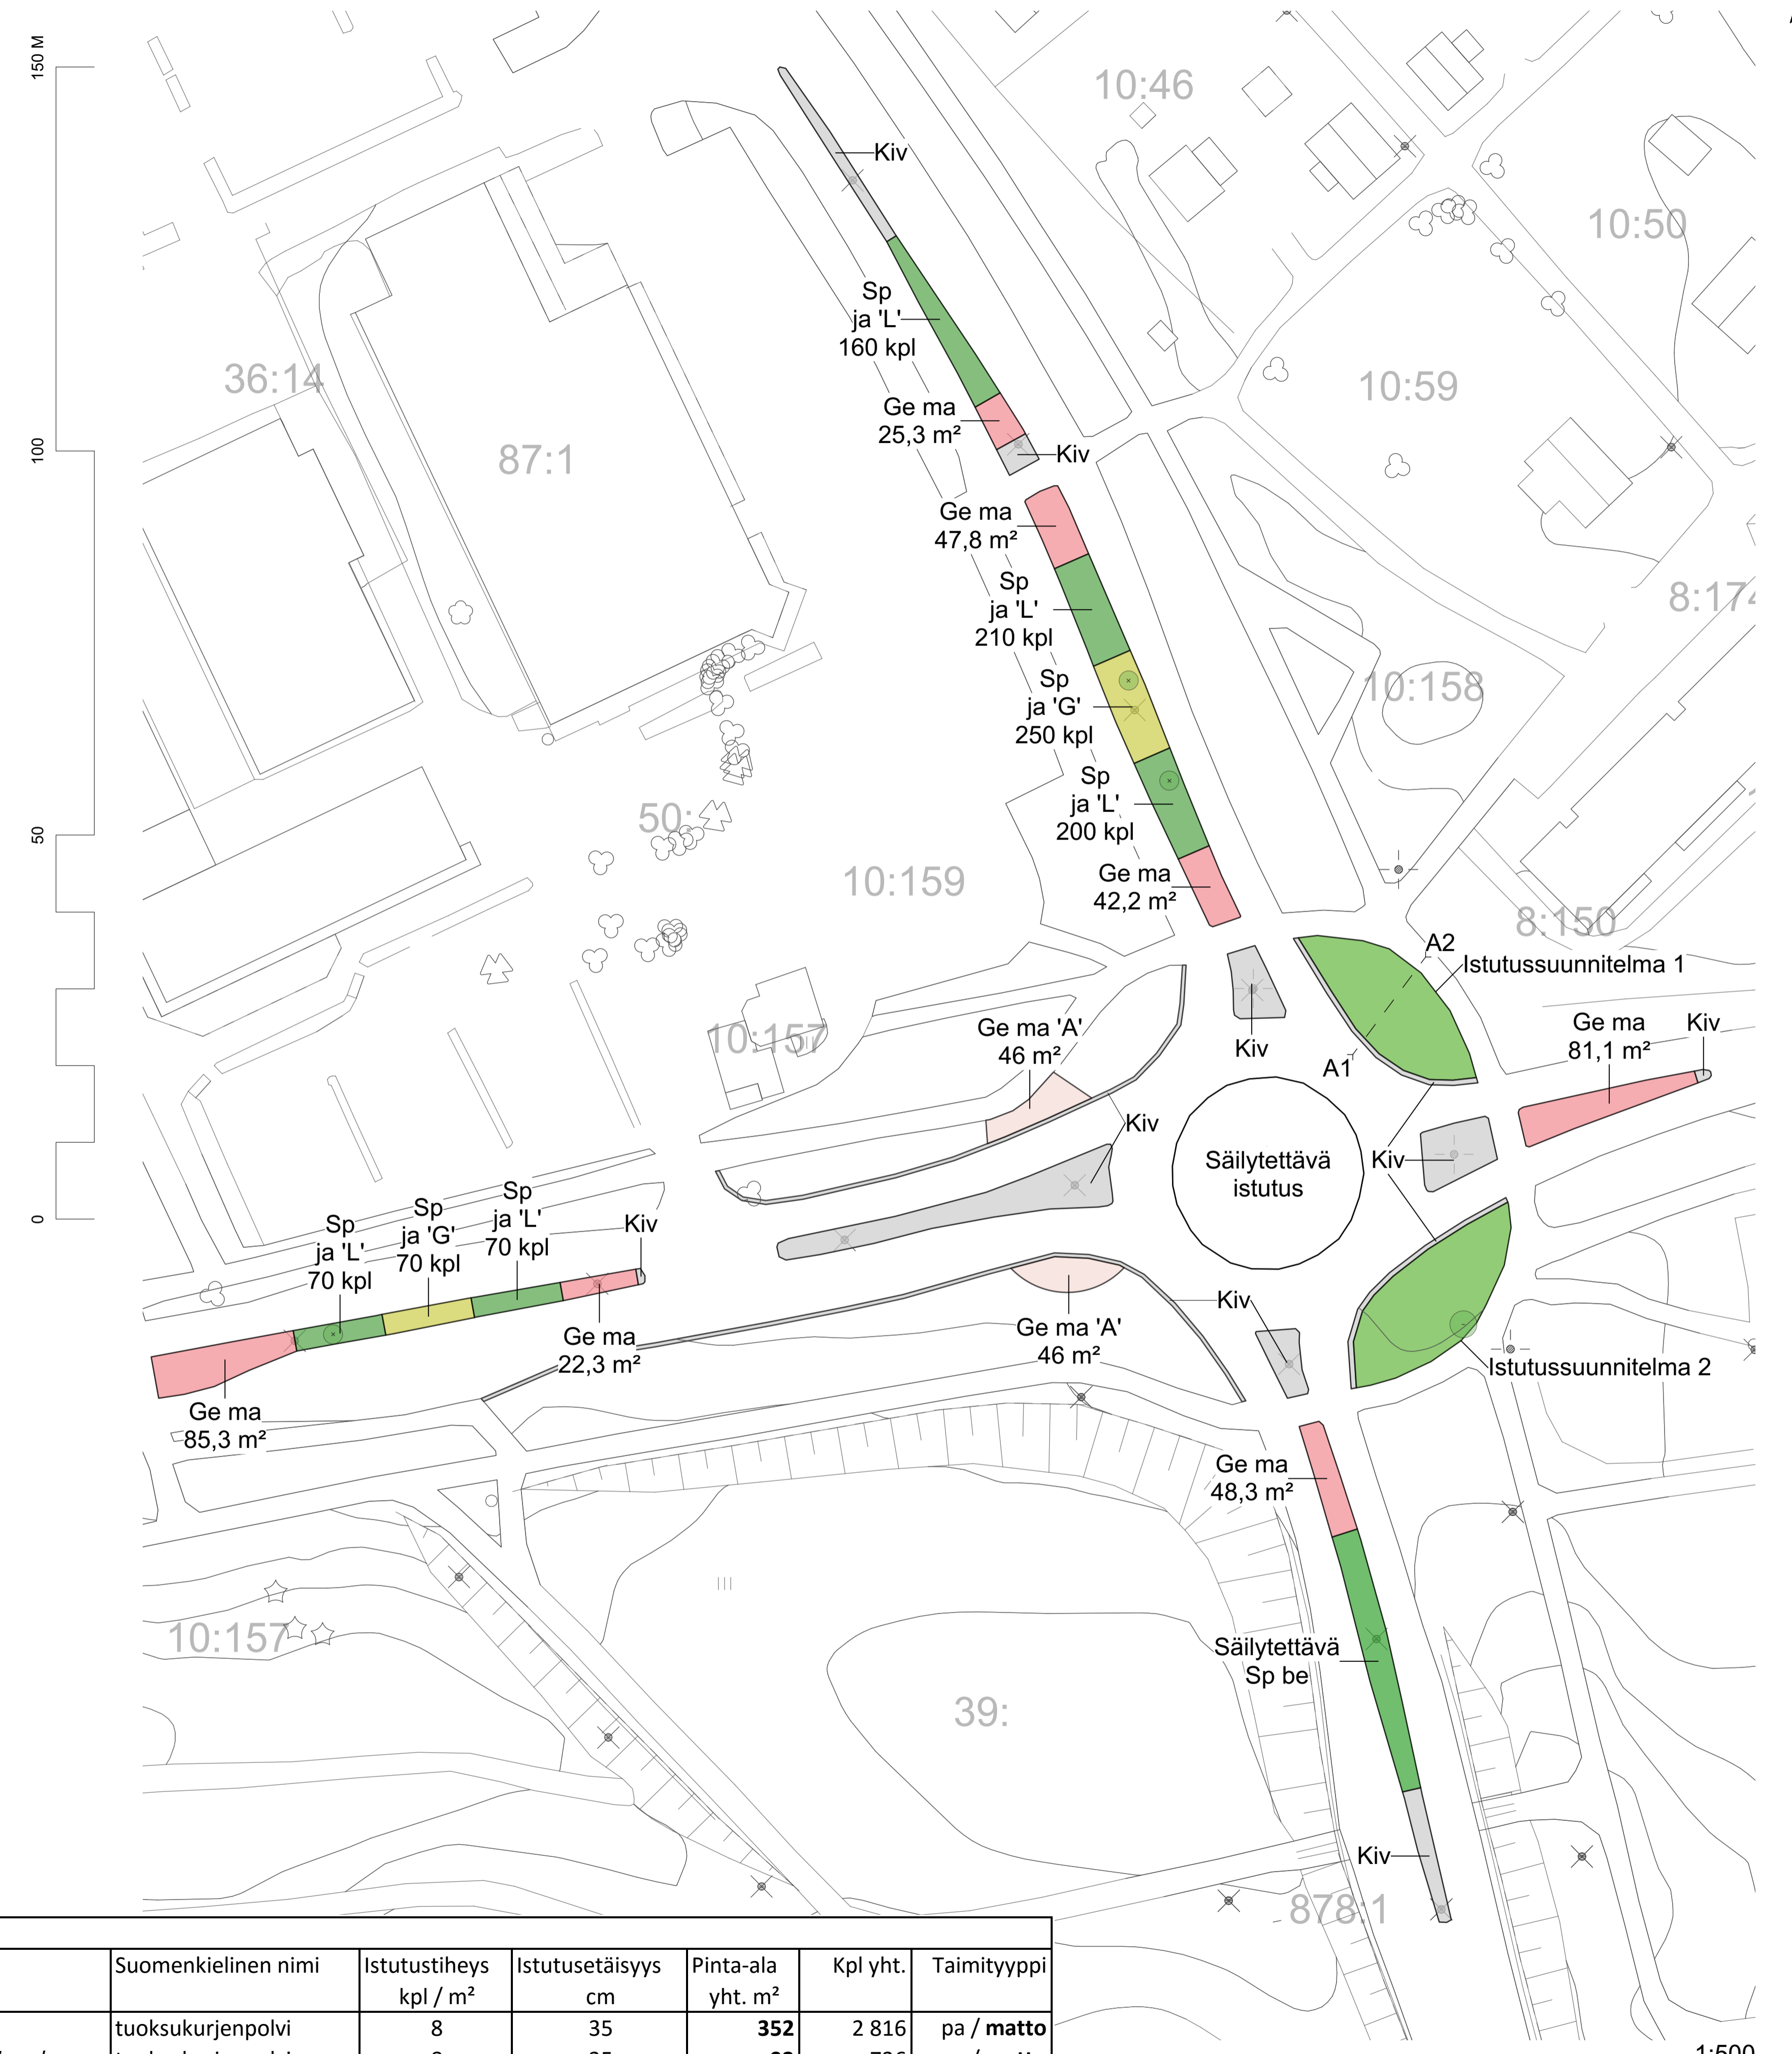 150 M
100
50
0
10:46
10:50
Kiv
36:14
87:1
Sp
ja 'L'
160 kpl
Ge ma
25,3 m²
Kiv
10:59
Ge ma
47,8 m²
Sp
ja 'L'
210 kpl
8:174
Sp
ja 'G'
250 kpl
10:158
Sp
ja 'L'
200 kpl
50:
10:159
Ge ma
42,2 m²
8:150
A2
Istutussuunnitelma 1
10:157
Ge ma 'A'
46 m²
Kiv
A1
Ge ma
81,1 m²
Kiv
Kiv
Säilytettävä
istutus
Kiv
Sp
ja 'L'
70 kpl
Sp
ja 'G'
70 kpl
Sp
ja 'L'
70 kpl
Kiv
Kiv
Ge ma
22,3 m²
Ge ma 'A'
46 m²
Istutussuunnitelma 2
Ge ma
85,3 m²
Ge ma
48,3 m²
10:157
Säilytettävä
Sp be
39:
Kiv
878:1
Suomenkielinen nimi Istutustiheys Istutusetäisyys Pinta-ala Kpl yht. Taimityyppi
kpl / m² cm yht. m²
tuoksukurjenpolvi 8 35 352 2 816 pa / matto
1:500